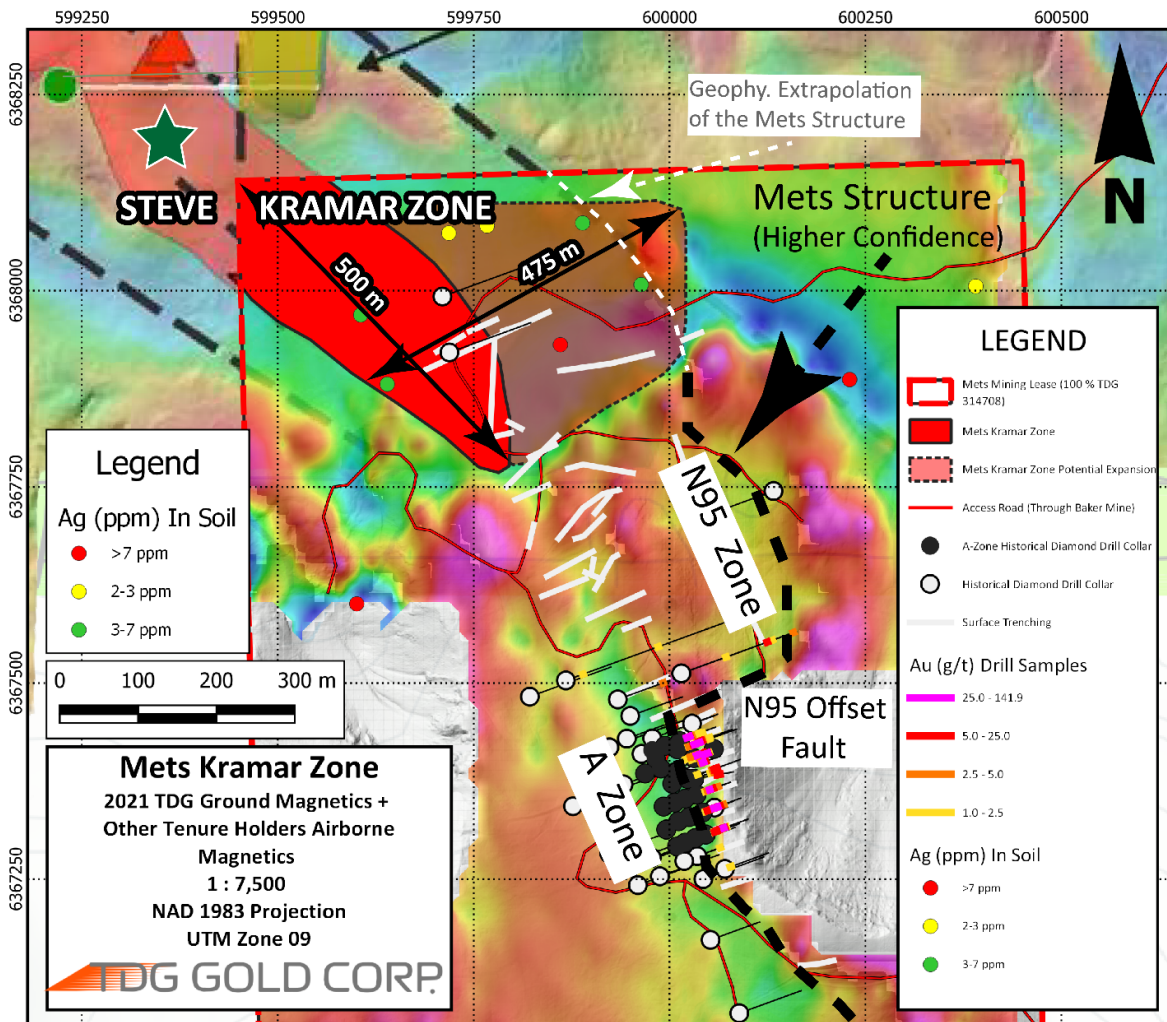 599250
599500
599750
600000
600250
600500
6368250
6368000
6367750
6367500
6367250
Geophy. Extrapolation
of the Mets Structure
STEVE
KRAMAR ZONE
Mets Structure
(Higher Confidence)
N
500 m
475 m
N95 Zone
N95 Offset
Fault
A Zone
Legend
Ag (ppm) In Soil
>7 ppm
2-3 ppm
3-7 ppm
0 100 200 300 m
Mets Kramar Zone
2021 TDG Ground Magnetics +
Other Tenure Holders Airborne
Magnetics
1 : 7,500
NAD 1983 Projection
UTM Zone 09
TDG GOLD CORP.
LEGEND
Mets Mining Lease (100 % TDG
314708)
Mets Kramar Zone
Mets Kramar Zone Potential Expansion
Access Road (Through Baker Mine)
A-Zone Historical Diamond Drill Collar
Historical Diamond Drill Collar
Surface Trenching
Au (g/t) Drill Samples
25.0 - 141.9
5.0 - 25.0
2.5 - 5.0
1.0 - 2.5
Ag (ppm) In Soil
>7 ppm
2-3 ppm
3-7 ppm